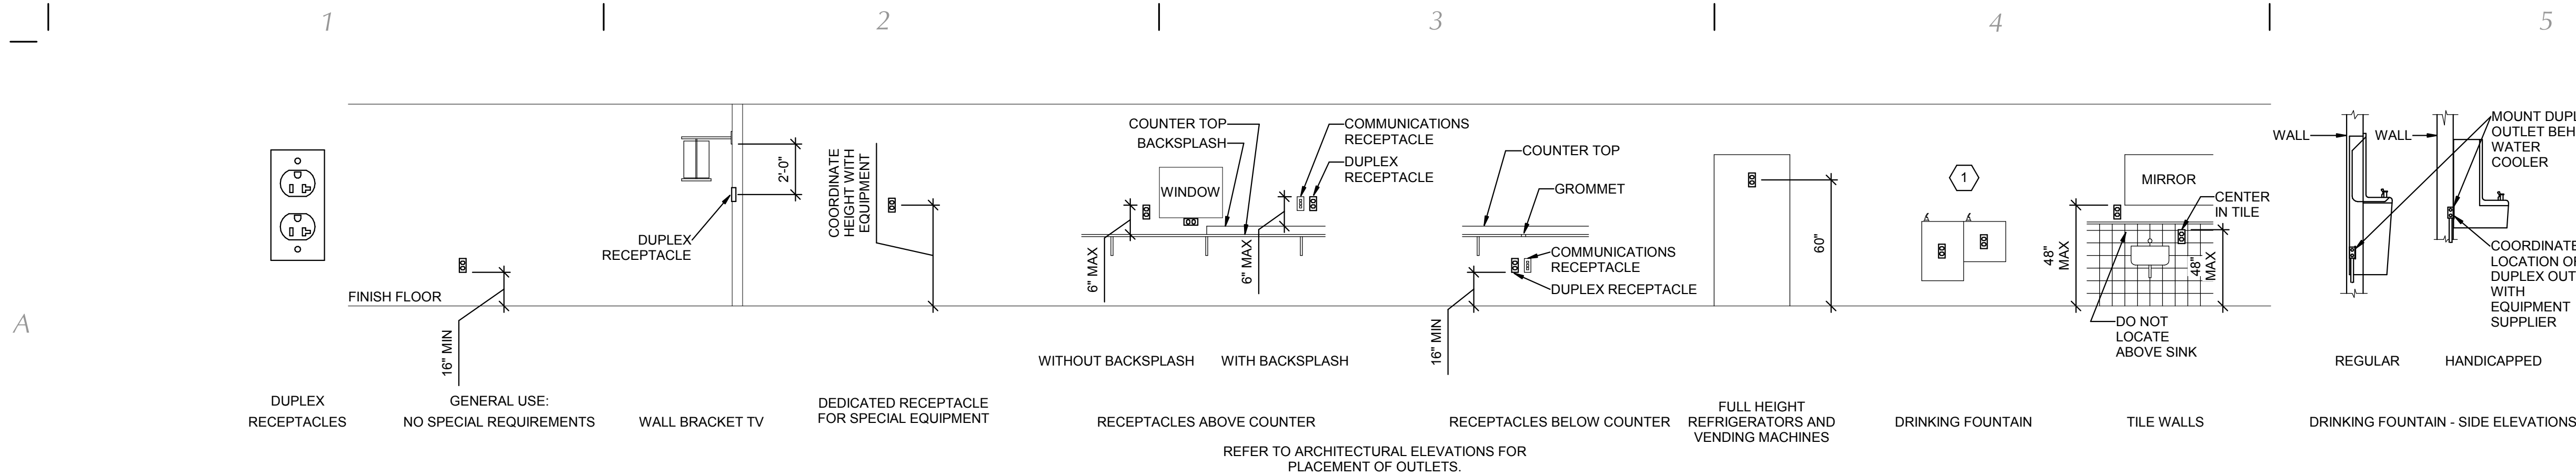 1
2
3
4
5
A
DUPLEX
RECEPTACLES
FINISH FLOOR
16" MIN
GENERAL USE:
NO SPECIAL REQUIREMENTS
2'-0"
DUPLEX
RECEPTACLE
WALL BRACKET TV
COORDINATE
HEIGHT WITH
EQUIPMENT
DEDICATED RECEPTACLE
FOR SPECIAL EQUIPMENT
COUNTER TOP
BACKSPLASH
WINDOW
COMMUNICATIONS
RECEPTACLE
DUPLEX
RECEPTACLE
6" MAX
6" MAX
WITHOUT BACKSPLASH
WITH BACKSPLASH
RECEPTACLES ABOVE COUNTER
COUNTER TOP
GROMMET
COMMUNICATIONS
RECEPTACLE
DUPLEX RECEPTACLE
16" MIN
RECEPTACLES BELOW COUNTER
REFER TO ARCHITECTURAL ELEVATIONS FOR
PLACEMENT OF OUTLETS.
60"
FULL HEIGHT
REFRIGERATORS AND
VENDING MACHINES
1
DRINKING FOUNTAIN
MIRROR
CENTER
IN TILE
48"
MAX
48"
MAX
DO NOT
LOCATE
ABOVE SINK
TILE WALLS
WALL
WALL
MOUNT DUPL
OUTLET BEH
WATER
COOLER
COORDINATE
LOCATION OF
DUPLEX OUT
WITH
EQUIPMENT
SUPPLIER
REGULAR
HANDICAPPED
DRINKING FOUNTAIN - SIDE ELEVATIONS